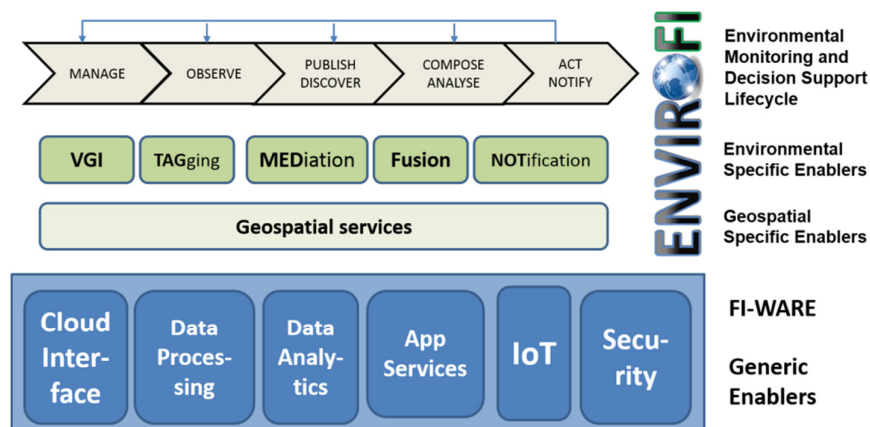 MANAGE
OBSERVE
PUBLISH
DISCOVER
COMPOSE
ANALYSE
ACT
NOTIFY
ENVIROFI
Environmental
Monitoring and
Decision Support
Lifecycle
VGI
TAGging
MEDiation
Fusion
NOTification
Environmental
Specific Enablers
Geospatial services
Geospatial
Specific Enablers
Cloud
Inter-
face
Data
Proces-
sing
Data
Analy-
tics
App
Services
IoT
Secu-
rity
FI-WARE
Generic
Enablers